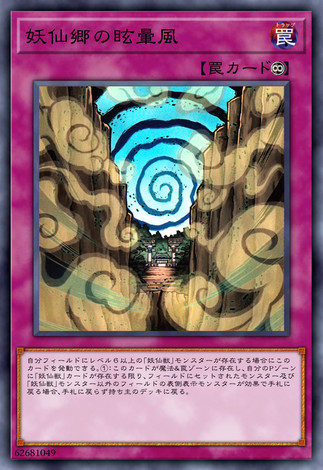 妖仙郷の眩暈風
トラップ
罠
【罠カード】
自分フィールドにレベル6以上の「妖仙獣」モンスターが存在する場合にこの
カードを発動できる。①:このカードが魔法&罠ゾーンに存在し、自分のPゾーン
に「妖仙獣」カードが存在する限り、フィールドにセットされたモンスター及び
「妖仙獣」モンスター以外のフィールドの表側表示モンスターが効果で手札に
戻る場合、手札に戻らず持ち主のデッキに戻る。
62681049